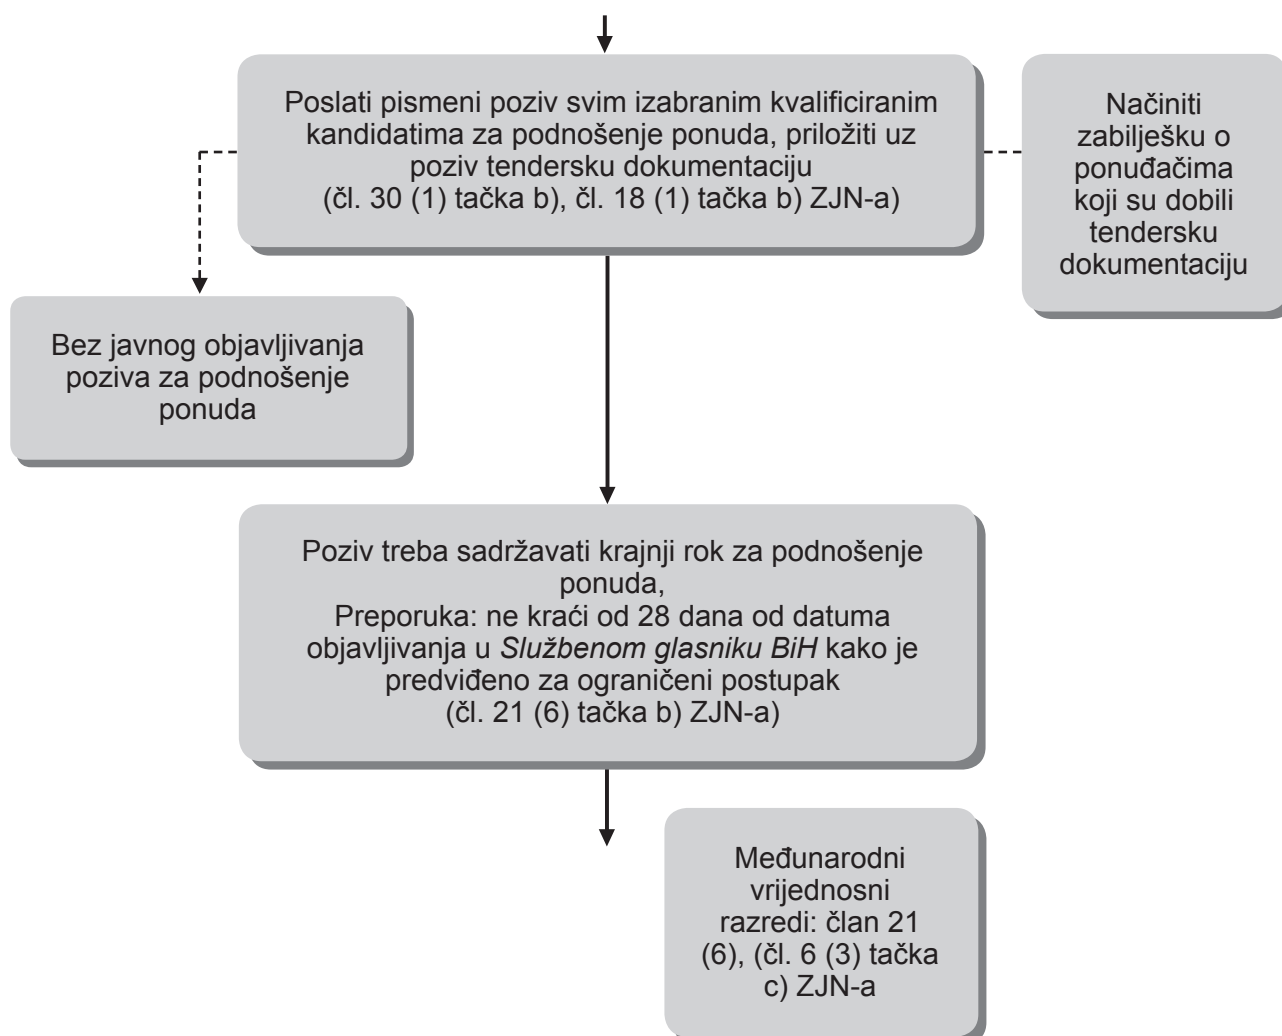 Poslati pismeni poziv svim izabranim kvalificiranim
kandidatima za podnošenje ponuda, priložiti uz
poziv tendersku dokumentaciju
(čl. 30 (1) tačka b), čl. 18 (1) tačka b) ZJN-a)
Načiniti
zabilješku o
ponuđačima
koji su dobili
tendersku
dokumentaciju
Bez javnog objavljivanja
poziva za podnošenje
ponuda
Poziv treba sadržavati krajnji rok za podnošenje
ponuda,
Preporuka: ne kraći od 28 dana od datuma
objavljivanja u Službenom glasniku BiH kako je
predviđeno za ograničeni postupak
(čl. 21 (6) tačka b) ZJN-a)
Međunarodni
vrijednosni
razredi: član 21
(6), (čl. 6 (3) tačka
c) ZJN-a